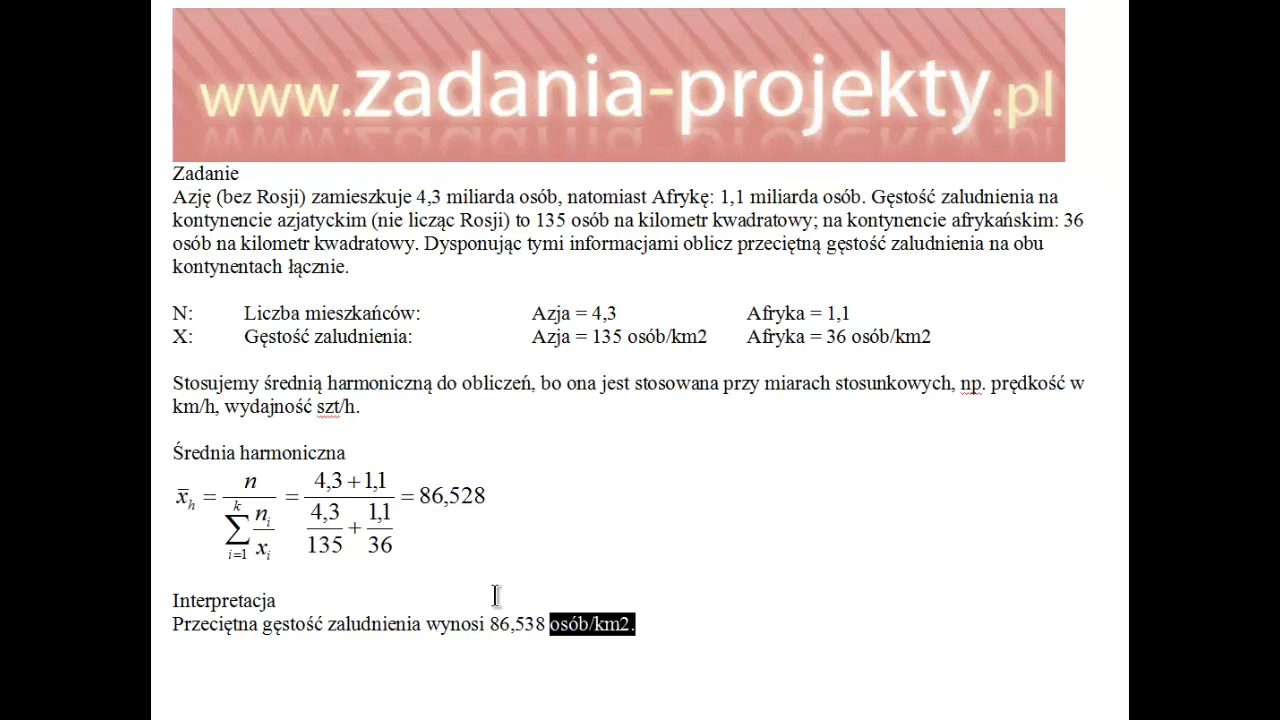 www.zadania-projekty.pl
Zadanie
Azję (bez Rosji) zamieszkuje 4,3 miliarda osób, natomiast Afrykę: 1,1 miliarda osób. Gęstość zaludnienia na
kontynencie azjatyckim (nie licząc Rosji) to 135 osób na kilometr kwadratowy; na kontynencie afrykańskim: 36
osób na kilometr kwadratowy. Dysponując tymi informacjami oblicz przeciętną gęstość zaludnienia na obu
kontynentach łącznie.
N: Liczba mieszkańców: Azja = 4,3 Afryka = 1,1
X: Gęstość zaludnienia: Azja = 135 osób/km2 Afryka = 36 osób/km2
Stosujemy średnią harmoniczną do obliczeń, bo ona jest stosowana przy miarach stosunkowych, np. prędkość w
km/h, wydajność szt/h.
Średnia harmoniczna
x̄_h = n / (∑_{i=1}^{k} n_i / x_i) = (4,3 + 1,1) / (4,3/135 + 1,1/36) = 86,528
Interpretacja
Przeciętna gęstość zaludnienia wynosi 86,538 osób/km2.